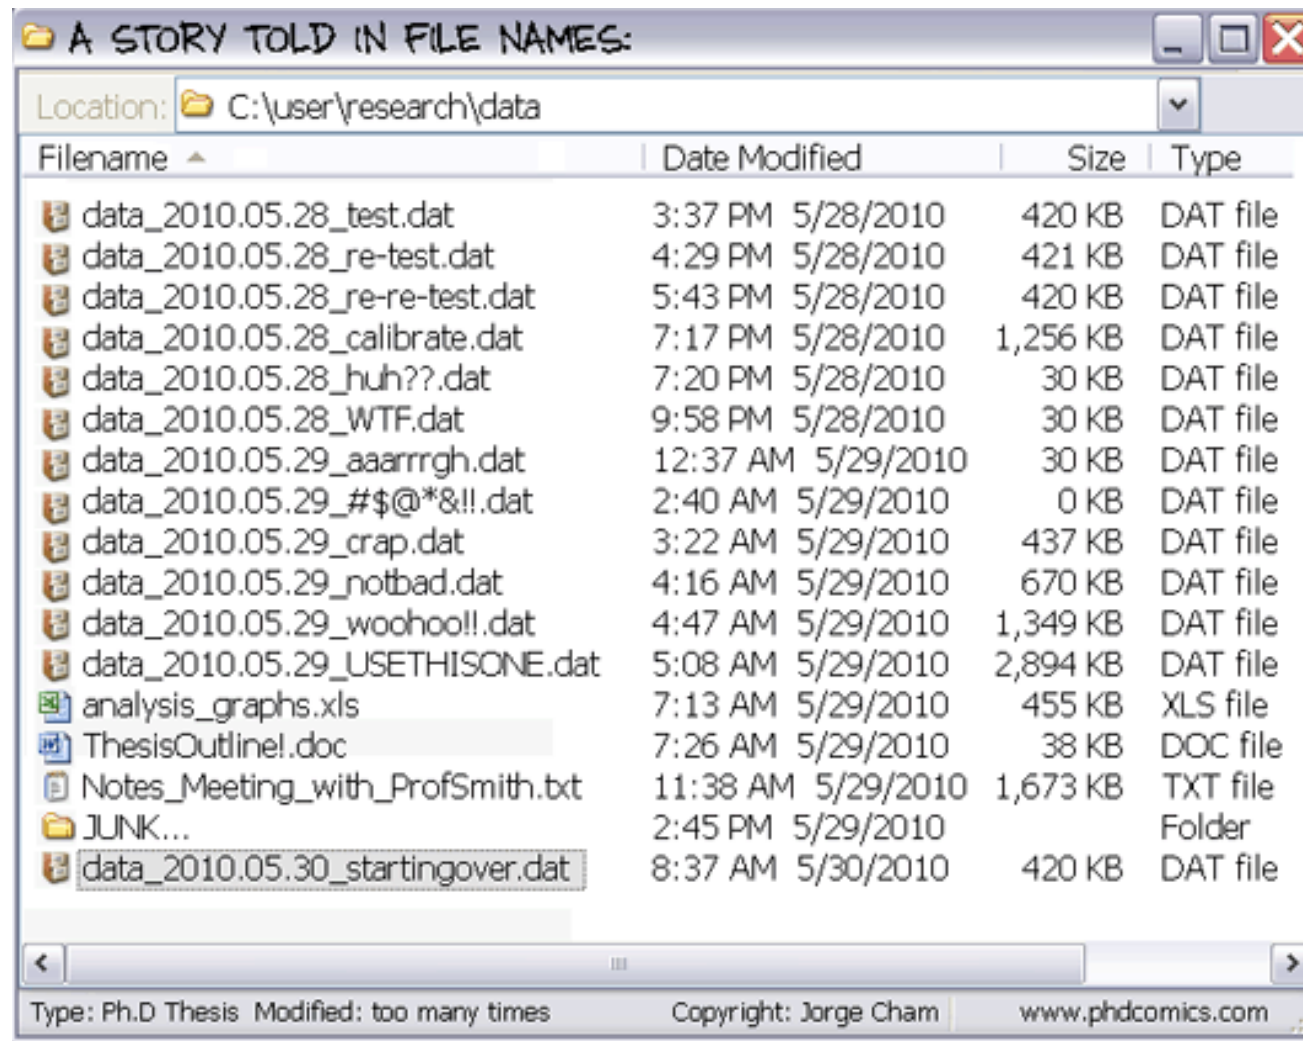 A STORY TOLD IN FILE NAMES:
Location: C:\user\research\data
Filename Date Modified Size Type
data_2010.05.28_test.dat 3:37 PM 5/28/2010 420 KB DAT file
data_2010.05.28_re-test.dat 4:29 PM 5/28/2010 421 KB DAT file
data_2010.05.28_re-re-test.dat 5:43 PM 5/28/2010 420 KB DAT file
data_2010.05.28_calibrate.dat 7:17 PM 5/28/2010 1,256 KB DAT file
data_2010.05.28_huh??.dat 7:20 PM 5/28/2010 30 KB DAT file
data_2010.05.28_WTF.dat 9:58 PM 5/28/2010 30 KB DAT file
data_2010.05.29_aaarrrgh.dat 12:37 AM 5/29/2010 30 KB DAT file
data_2010.05.29_#$@*&!!.dat 2:40 AM 5/29/2010 0 KB DAT file
data_2010.05.29_crap.dat 3:22 AM 5/29/2010 437 KB DAT file
data_2010.05.29_notbad.dat 4:16 AM 5/29/2010 670 KB DAT file
data_2010.05.29_woohoo!!.dat 4:47 AM 5/29/2010 1,349 KB DAT file
data_2010.05.29_USETHISONE.dat 5:08 AM 5/29/2010 2,894 KB DAT file
analysis_graphs.xls 7:13 AM 5/29/2010 455 KB XLS file
ThesisOutline!.doc 7:26 AM 5/29/2010 38 KB DOC file
Notes_Meeting_with_ProfSmith.txt 11:38 AM 5/29/2010 1,673 KB TXT file
JUNK... 2:45 PM 5/29/2010 Folder
data_2010.05.30_startingover.dat 8:37 AM 5/30/2010 420 KB DAT file
Type: Ph.D Thesis Modified: too many times Copyright: Jorge Cham www.phdcomics.com